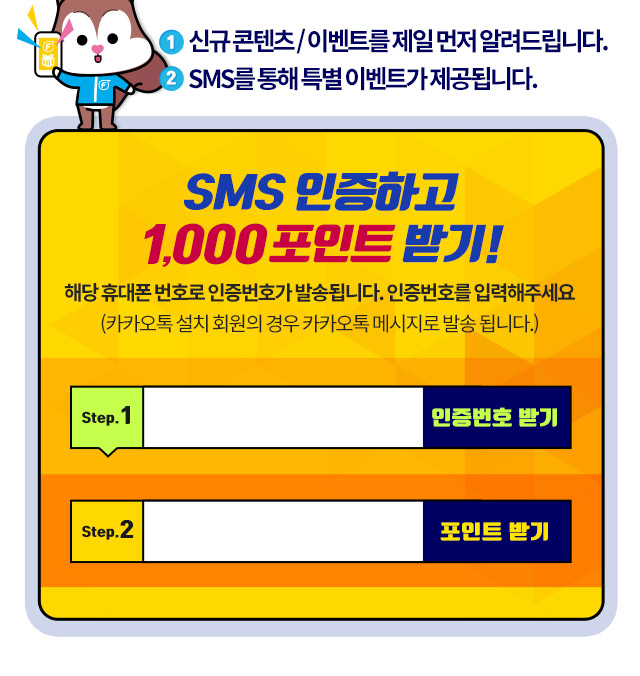 1 신규 콘텐츠 / 이벤트를 제일 먼저 알려드립니다.
2 SMS를 통해 특별 이벤트가 제공됩니다.
SMS 인증하고
1,000 포인트 받기!
해당 휴대폰 번호로 인증번호가 발송됩니다. 인증번호를 입력해주세요
(카카오톡 설치 회원의 경우 카카오톡 메시지로 발송 됩니다.)
Step.1 인증번호 받기
Step.2 포인트 받기